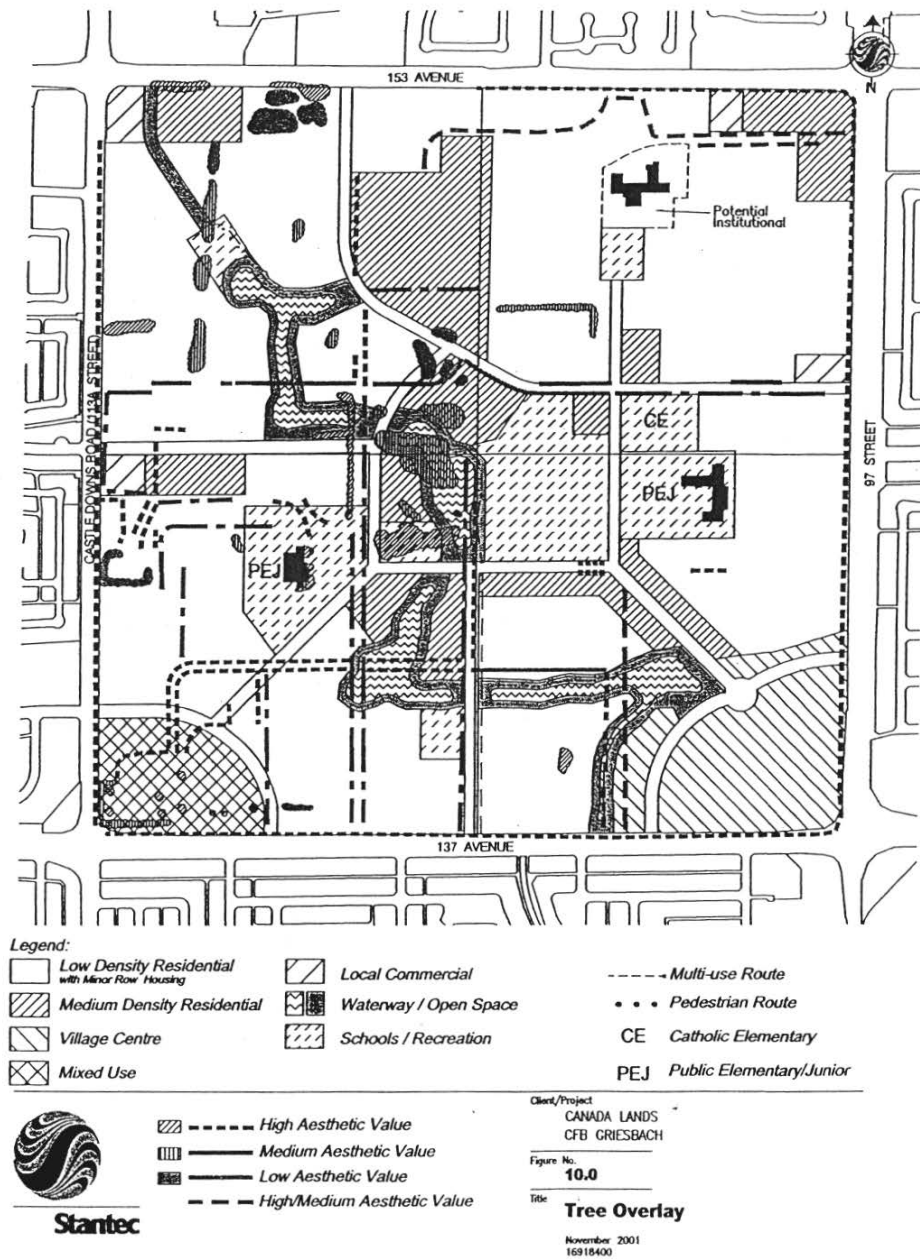 153 AVENUE
N
Potential
Institutional
CASTLE DOWNS ROAD (113A STREET)
97 STREET
CE
PEJ
PEJ
137 AVENUE
Legend:
Low Density Residential
with Minor Row Housing
Medium Density Residential
Village Centre
Mixed Use
Local Commercial
Waterway / Open Space
Schools / Recreation
Multi-use Route
Pedestrian Route
CE Catholic Elementary
PEJ Public Elementary/Junior
Stantec
High Aesthetic Value
Medium Aesthetic Value
Low Aesthetic Value
High/Medium Aesthetic Value
Client/Project
CANADA LANDS
CFB GRIESBACH
Figure No.
10.0
Title
Tree Overlay
November 2001
16918400